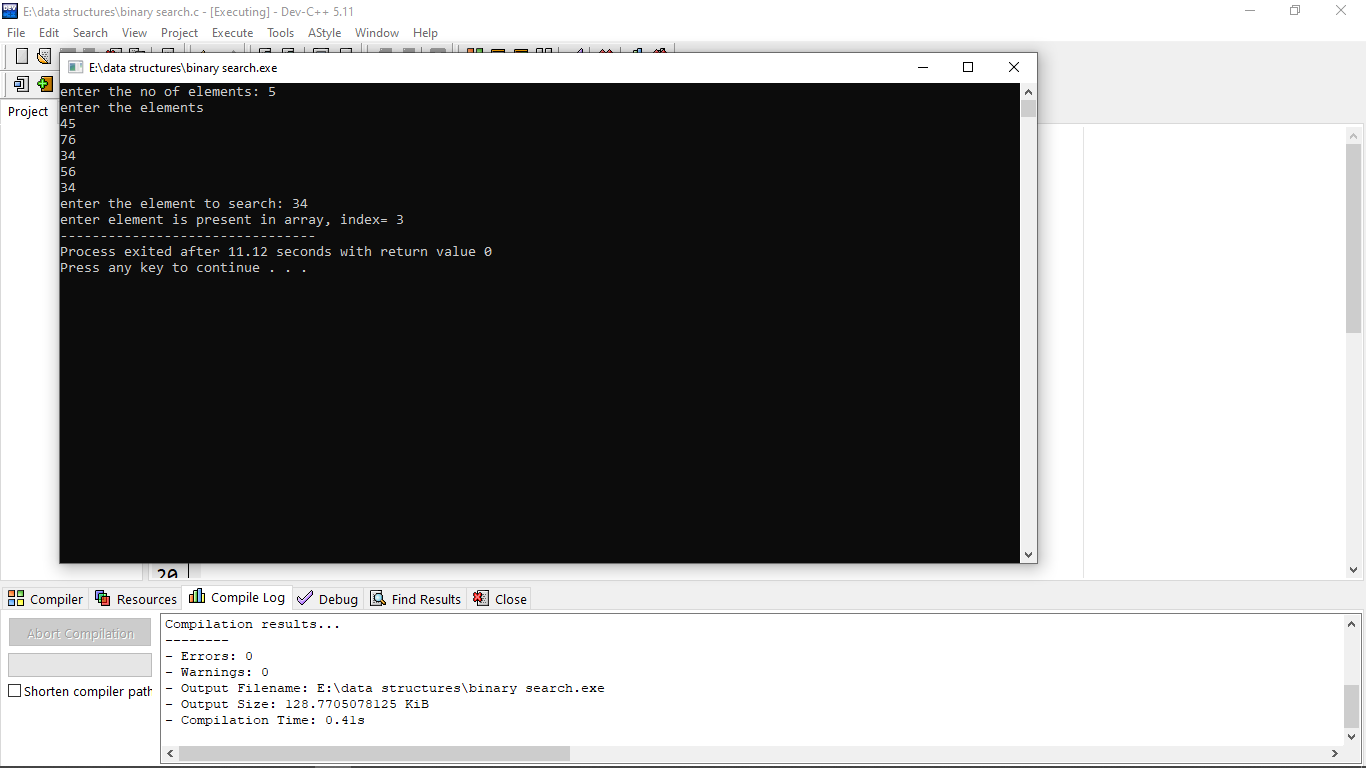 E:\data structures\binary search.c - [Executing] - Dev-C++ 5.11
File Edit Search View Project Execute Tools AStyle Window Help
E:\data structures\binary search.exe
Project
enter the no of elements: 5
enter the elements
45
76
34
56
34
enter the element to search: 34
enter element is present in array, index= 3
--------------------------------
Process exited after 11.12 seconds with return value 0
Press any key to continue . . .
20
Compiler Resources Compile Log Debug Find Results Close
Abort Compilation
Shorten compiler path
Compilation results...
--------
- Errors: 0
- Warnings: 0
- Output Filename: E:\data structures\binary search.exe
- Output Size: 128.7705078125 KiB
- Compilation Time: 0.41s